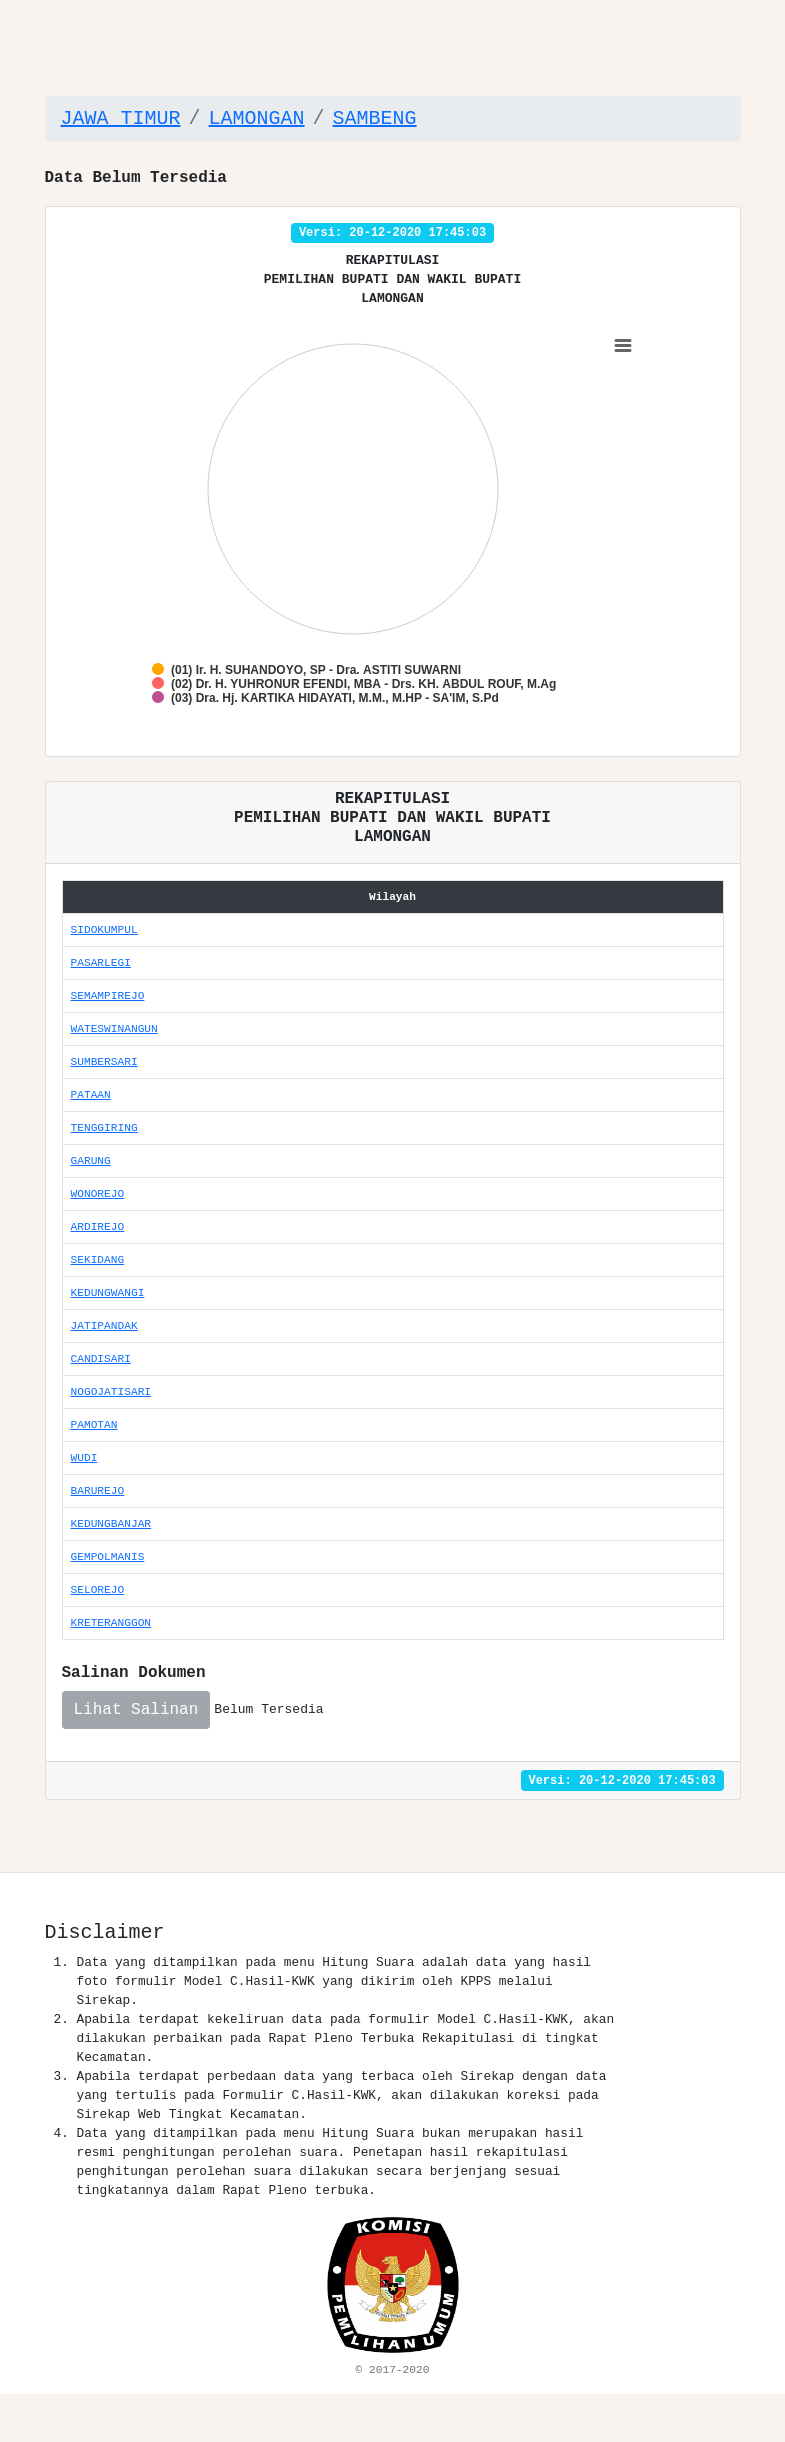 JAWA TIMUR / LAMONGAN / SAMBENG
Data Belum Tersedia
Versi: 20-12-2020 17:45:03
REKAPITULASI
PEMILIHAN BUPATI DAN WAKIL BUPATI
LAMONGAN
(01) Ir. H. SUHANDOYO, SP - Dra. ASTITI SUWARNI
(02) Dr. H. YUHRONUR EFENDI, MBA - Drs. KH. ABDUL ROUF, M.Ag
(03) Dra. Hj. KARTIKA HIDAYATI, M.M., M.HP - SA'IM, S.Pd
REKAPITULASI
PEMILIHAN BUPATI DAN WAKIL BUPATI
LAMONGAN
Wilayah
SIDOKUMPUL
PASARLEGI
SEMAMPIREJO
WATESWINANGUN
SUMBERSARI
PATAAN
TENGGIRING
GARUNG
WONOREJO
ARDIREJO
SEKIDANG
KEDUNGWANGI
JATIPANDAK
CANDISARI
NOGOJATISARI
PAMOTAN
WUDI
BARUREJO
KEDUNGBANJAR
GEMPOLMANIS
SELOREJO
KRETERANGGON
Salinan Dokumen
Lihat Salinan Belum Tersedia
Versi: 20-12-2020 17:45:03
Disclaimer
1. Data yang ditampilkan pada menu Hitung Suara adalah data yang hasil
foto formulir Model C.Hasil-KWK yang dikirim oleh KPPS melalui
Sirekap.
2. Apabila terdapat kekeliruan data pada formulir Model C.Hasil-KWK, akan
dilakukan perbaikan pada Rapat Pleno Terbuka Rekapitulasi di tingkat
Kecamatan.
3. Apabila terdapat perbedaan data yang terbaca oleh Sirekap dengan data
yang tertulis pada Formulir C.Hasil-KWK, akan dilakukan koreksi pada
Sirekap Web Tingkat Kecamatan.
4. Data yang ditampilkan pada menu Hitung Suara bukan merupakan hasil
resmi penghitungan perolehan suara. Penetapan hasil rekapitulasi
penghitungan perolehan suara dilakukan secara berjenjang sesuai
tingkatannya dalam Rapat Pleno terbuka.
KOMISI
PEMILIHAN UMUM
© 2017-2020